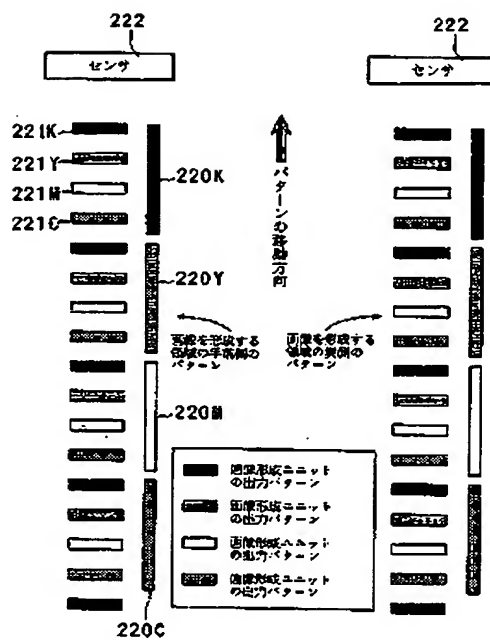 222
センサ
222
センサ
221K
221Y
221M
221C
220K
220Y
220M
220C
パターンの移動方向
画像を形成する
領域の手前側の
パターン
画像を形成する
領域の奥側の
パターン
画像形成ユニット
の出力パターン
画像形成ユニット
の出力パターン
画像形成ユニット
の出力パターン
画像形成ユニット
の出力パターン